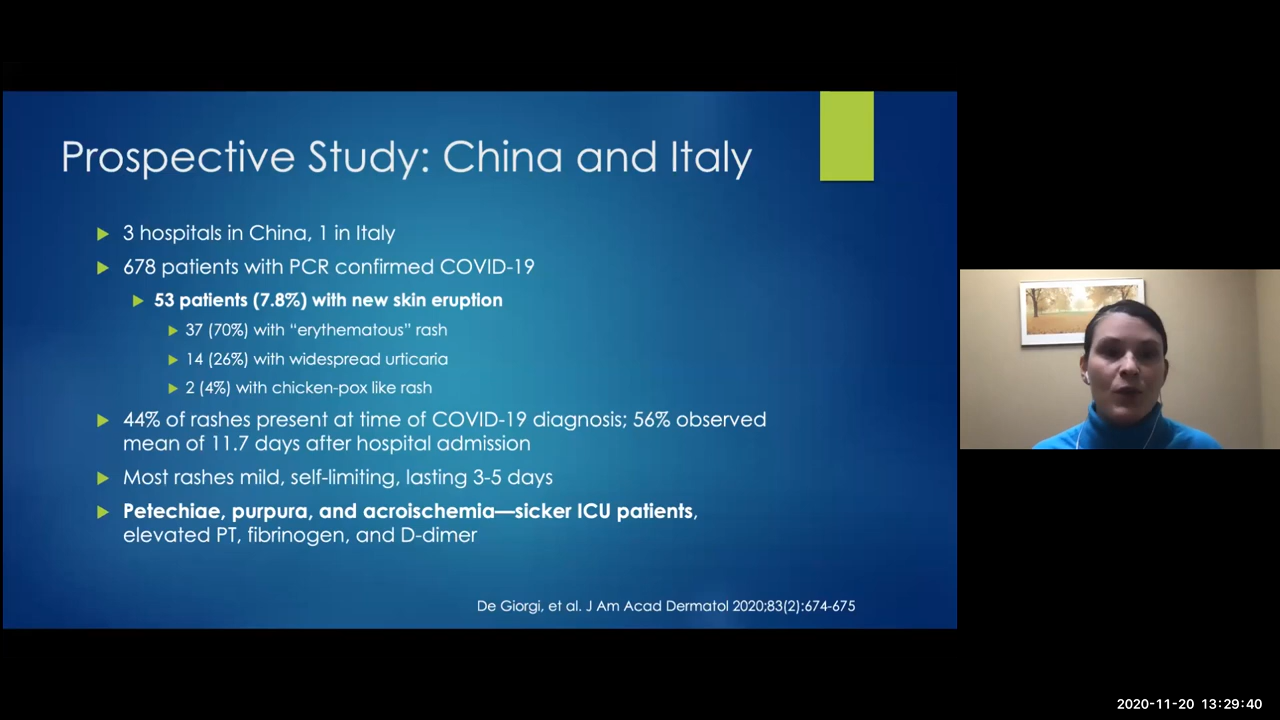 Prospective Study: China and Italy
3 hospitals in China, 1 in Italy
678 patients with PCR confirmed COVID-19
53 patients (7.8%) with new skin eruption
37 (70%) with “erythematous” rash
14 (26%) with widespread urticaria
2 (4%) with chicken-pox like rash
44% of rashes present at time of COVID-19 diagnosis; 56% observed
mean of 11.7 days after hospital admission
Most rashes mild, self-limiting, lasting 3-5 days
Petechiae, purpura, and acroischemia—sicker ICU patients,
elevated PT, fibrinogen, and D-dimer
De Giorgi, et al. J Am Acad Dermatol 2020;83(2):674-675
2020-11-20 13:29:40